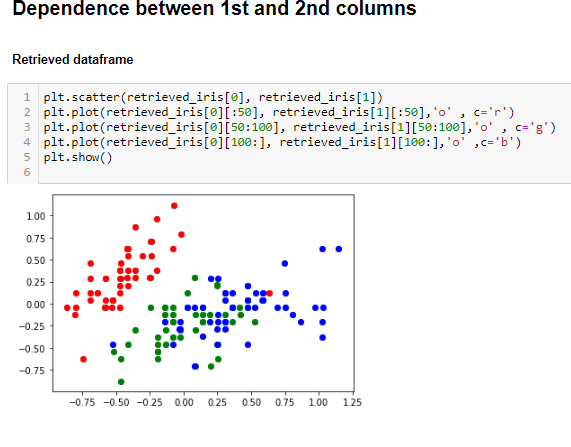 Dependence between 1st and 2nd columns
Retrieved dataframe
1 plt.scatter(retrieved_iris[0], retrieved_iris[1])
2 plt.plot(retrieved_iris[0][:50], retrieved_iris[1][:50],'o' , c='r')
3 plt.plot(retrieved_iris[0][50:100], retrieved_iris[1][50:100],'o' , c='g')
4 plt.plot(retrieved_iris[0][100:], retrieved_iris[1][100:],'o' ,c='b')
5 plt.show()
6
1.00
0.75
0.50
0.25
0.00
−0.25
−0.50
−0.75
−0.75 −0.50 −0.25 0.00 0.25 0.50 0.75 1.00 1.25